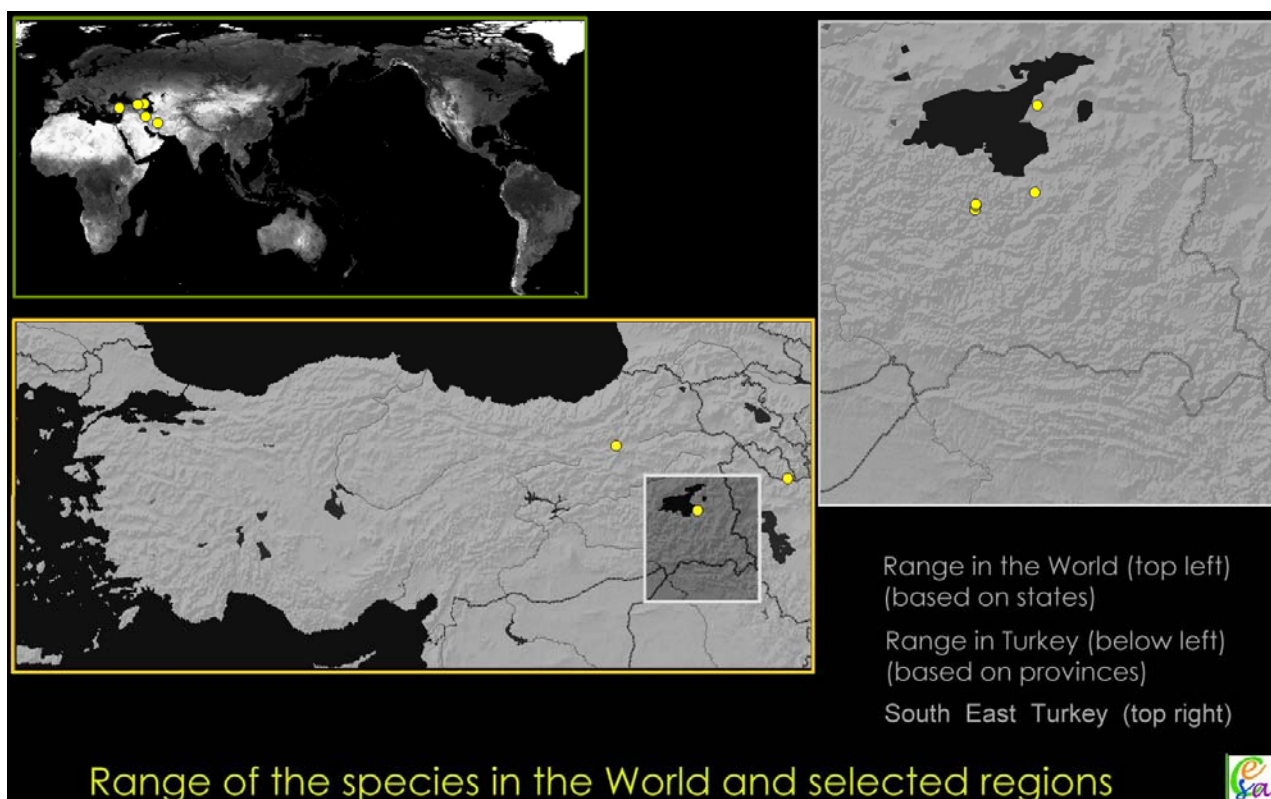 Range in the World (top left)
(based on states)
Range in Turkey (below left)
(based on provinces)
South East Turkey (top right)
Range of the species in the World and selected regions
esa